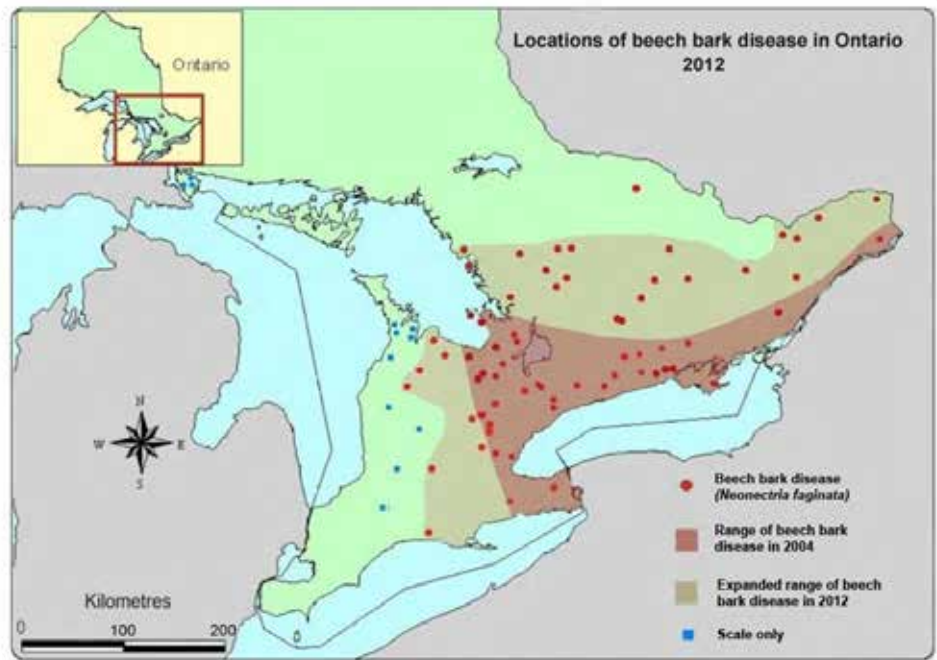 Ontario
Locations of beech bark disease in Ontario
2012
N
W E
S
Beech bark disease
(Neonectria faginata)
Range of beech bark
disease in 2004
Expanded range of beech
bark disease in 2012
Scale only
Kilometres
0 100 200